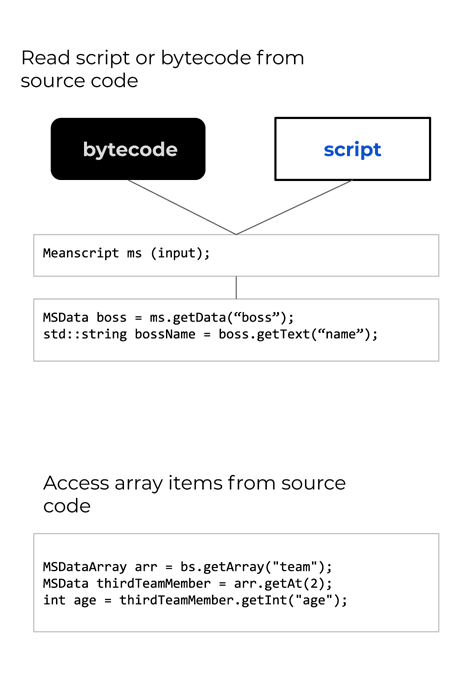 Read script or bytecode from
source code
bytecode
script
Meanscript ms (input);
MSData boss = ms.getData(“boss”);
std::string bossName = boss.getText(“name”);
Access array items from source
code
MSDataArray arr = bs.getArray("team");
MSData thirdTeamMember = arr.getAt(2);
int age = thirdTeamMember.getInt("age");